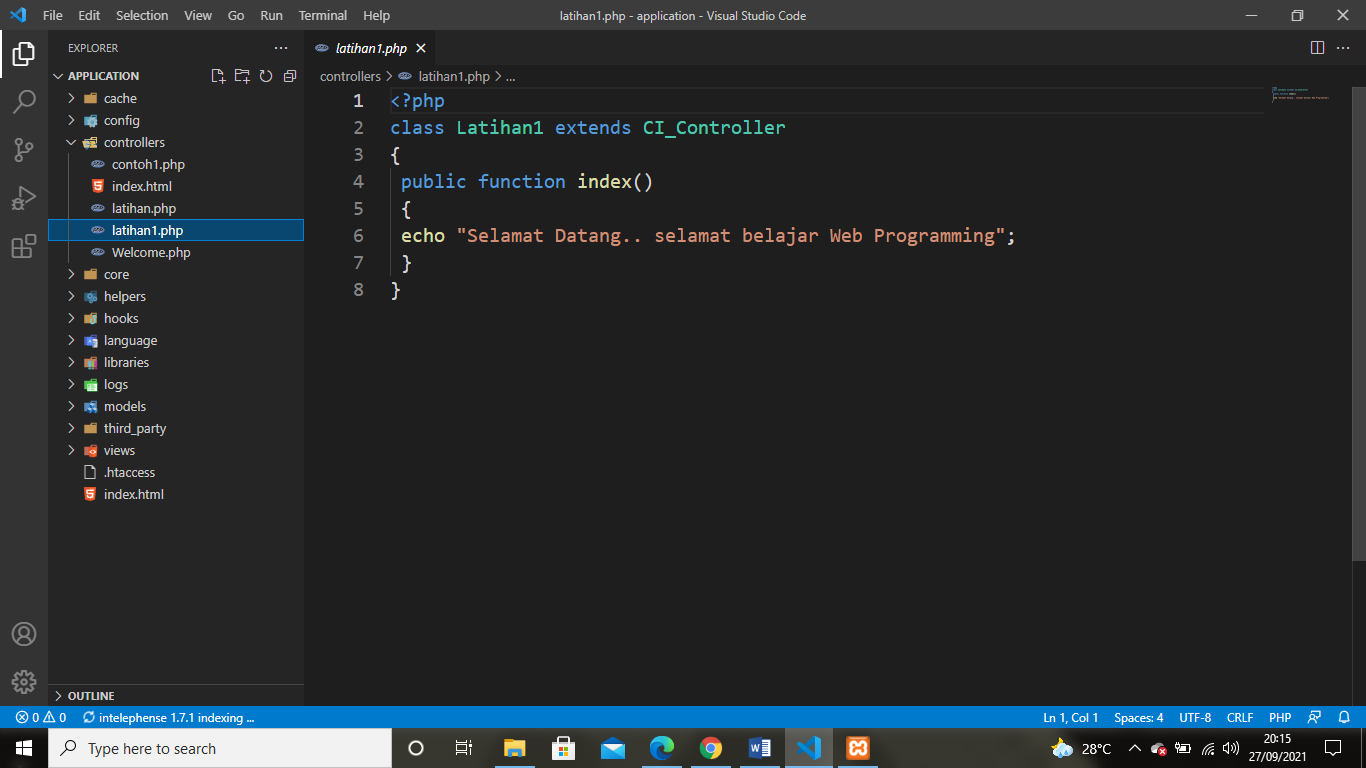 File Edit Selection View Go Run Terminal Help
latihan1.php - application - Visual Studio Code
EXPLORER
APPLICATION
cache
config
controllers
contoh1.php
index.html
latihan.php
latihan1.php
Welcome.php
core
helpers
hooks
language
libraries
logs
models
third_party
views
.htaccess
index.html
OUTLINE
latihan1.php
controllers > latihan1.php > ...
1 <?php
2 class Latihan1 extends CI_Controller
3 {
4 public function index()
5 {
6 echo "Selamat Datang.. selamat belajar Web Programming";
7 }
8 }
0 0 intelephense 1.7.1 indexing ...
Ln 1, Col 1 Spaces: 4 UTF-8 CRLF PHP
Type here to search
28°C
20:15
27/09/2021